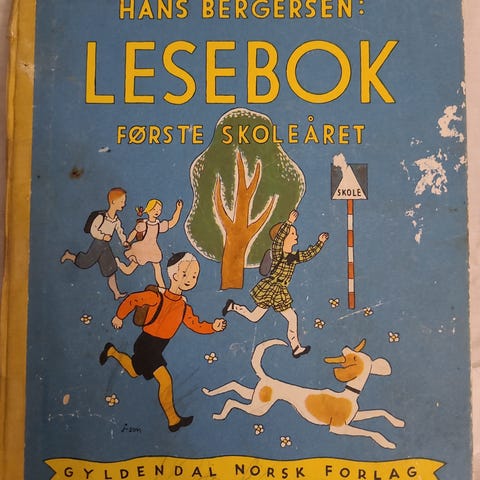 HANS BERGERSEN:
LESEBOK
FØRSTE SKOLEÅRET
SKOLE
GYLDENDAL NORSK FORLAG